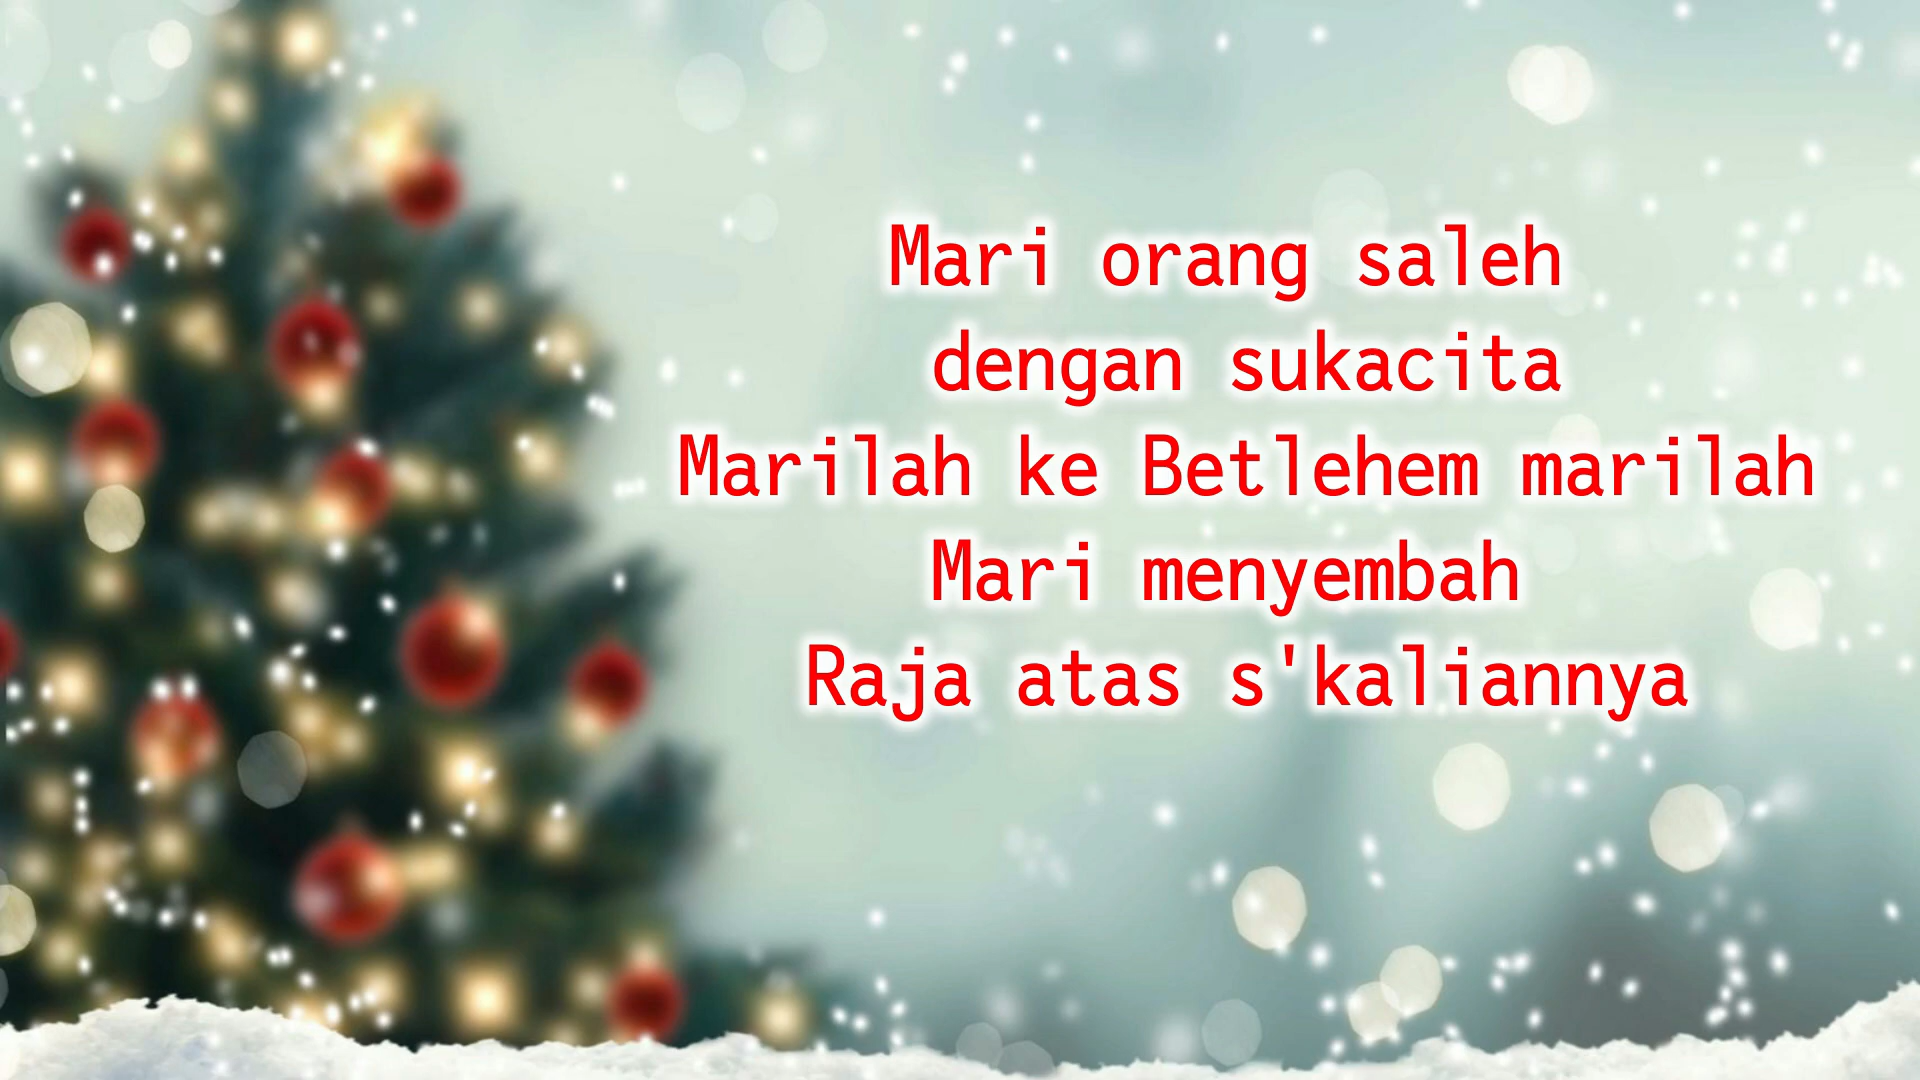 Mari orang saleh
dengan sukacita
Marilah ke Betlehem marilah
Mari menyembah
Raja atas s'kaliannya